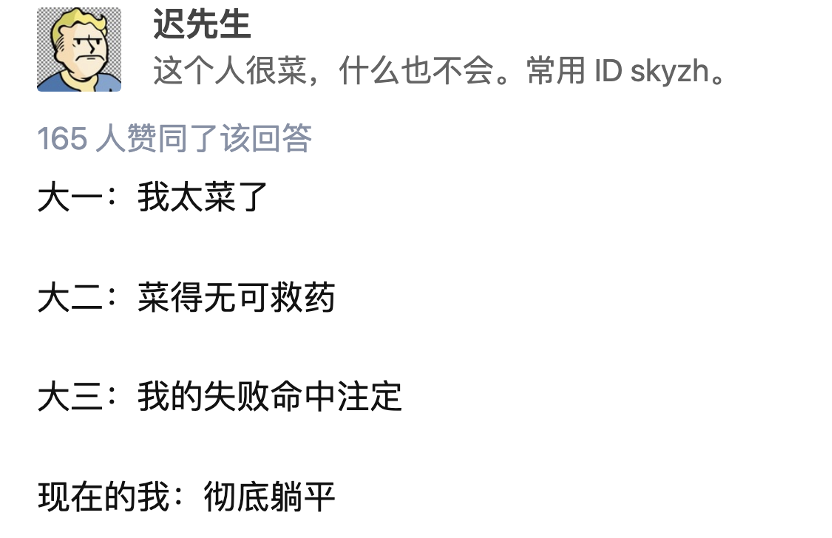 迟先生
这个人很菜，什么也不会。常用 ID skyzh。
165 人赞同了该回答
大一：我太菜了
大二：菜得无可救药
大三：我的失败命中注定
现在的我：彻底躺平